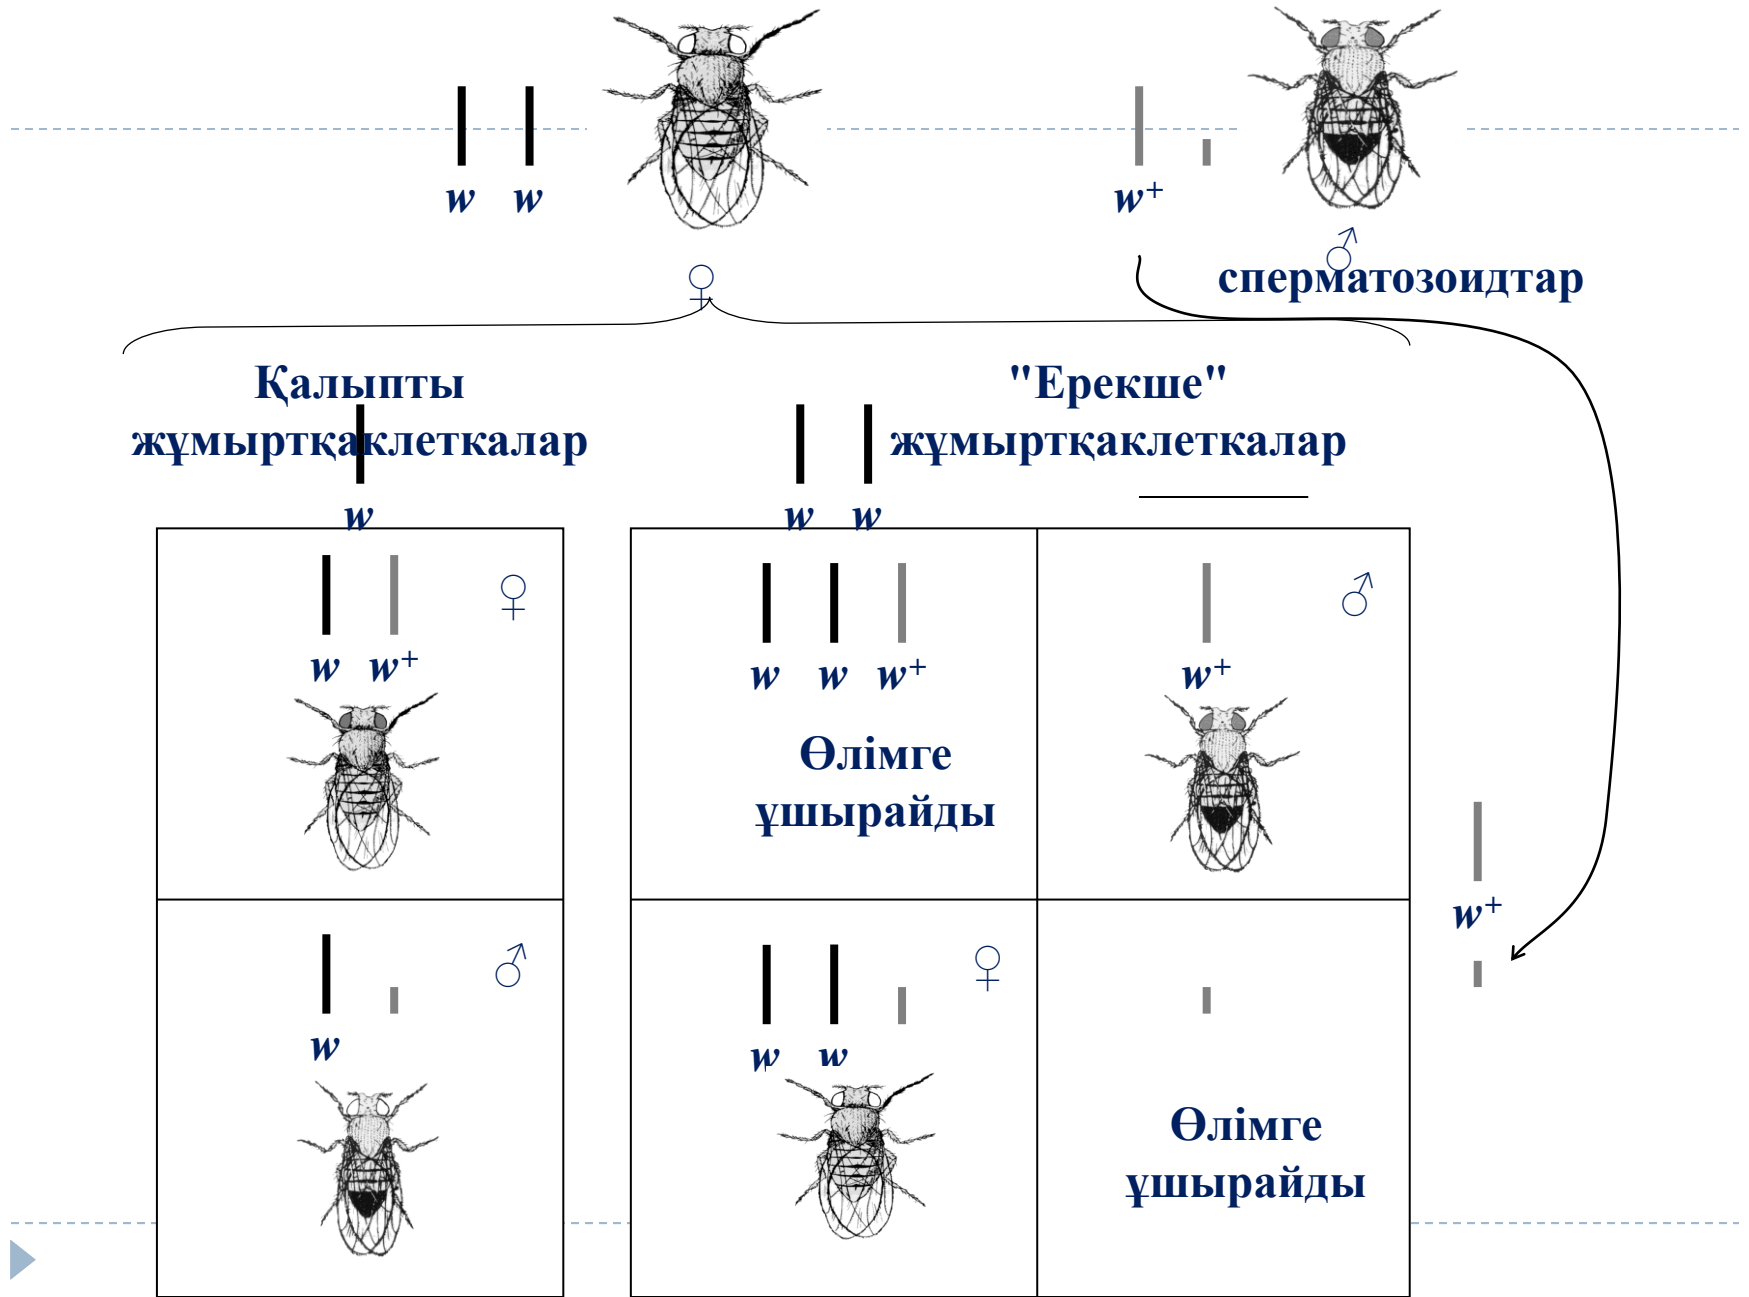 w w
w⁺
♂
сперматозоидтар
♀
Қалыпты
жұмыртқаклеткалар
w
"Ерекше"
жұмыртқаклеткалар
w w
♀
w w⁺
w w w⁺
Өлімге
ұшырайды
♂
w⁺
w⁺
♂
w
♀
w w
Өлімге
ұшырайды